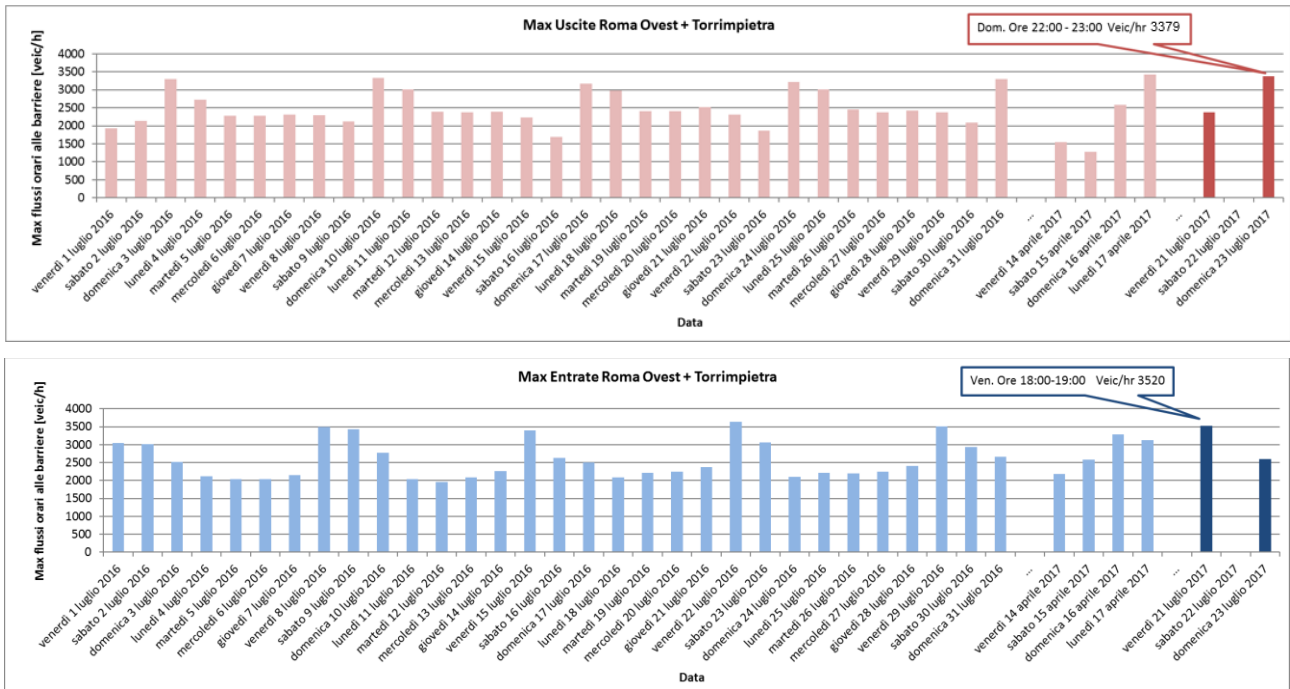 Max Uscite Roma Ovest + Torrimpietra
Dom. Ore 22:00 - 23:00 Veic/hr 3379
Max flussi orari alle barriere [veic/h]
4000
3500
3000
2500
2000
1500
1000
500
0
venerdì 1 luglio 2016
sabato 2 luglio 2016
domenica 3 luglio 2016
lunedì 4 luglio 2016
martedì 5 luglio 2016
mercoledì 6 luglio 2016
giovedì 7 luglio 2016
venerdì 8 luglio 2016
sabato 9 luglio 2016
domenica 10 luglio 2016
lunedì 11 luglio 2016
martedì 12 luglio 2016
mercoledì 13 luglio 2016
giovedì 14 luglio 2016
venerdì 15 luglio 2016
sabato 16 luglio 2016
domenica 17 luglio 2016
lunedì 18 luglio 2016
martedì 19 luglio 2016
mercoledì 20 luglio 2016
giovedì 21 luglio 2016
venerdì 22 luglio 2016
sabato 23 luglio 2016
domenica 24 luglio 2016
lunedì 25 luglio 2016
martedì 26 luglio 2016
mercoledì 27 luglio 2016
giovedì 28 luglio 2016
venerdì 29 luglio 2016
sabato 30 luglio 2016
domenica 31 luglio 2016
...
venerdì 14 aprile 2017
sabato 15 aprile 2017
domenica 16 aprile 2017
lunedì 17 aprile 2017
...
venerdì 21 luglio 2017
sabato 22 luglio 2017
domenica 23 luglio 2017
Data
Max Entrate Roma Ovest + Torrimpietra
Ven. Ore 18:00-19:00 Veic/hr 3520
Max flussi orari alle barriere [veic/h]
4000
3500
3000
2500
2000
1500
1000
500
0
venerdì 1 luglio 2016
sabato 2 luglio 2016
domenica 3 luglio 2016
lunedì 4 luglio 2016
martedì 5 luglio 2016
mercoledì 6 luglio 2016
giovedì 7 luglio 2016
venerdì 8 luglio 2016
sabato 9 luglio 2016
domenica 10 luglio 2016
lunedì 11 luglio 2016
martedì 12 luglio 2016
mercoledì 13 luglio 2016
giovedì 14 luglio 2016
venerdì 15 luglio 2016
sabato 16 luglio 2016
domenica 17 luglio 2016
lunedì 18 luglio 2016
martedì 19 luglio 2016
mercoledì 20 luglio 2016
giovedì 21 luglio 2016
venerdì 22 luglio 2016
sabato 23 luglio 2016
domenica 24 luglio 2016
lunedì 25 luglio 2016
martedì 26 luglio 2016
mercoledì 27 luglio 2016
giovedì 28 luglio 2016
venerdì 29 luglio 2016
sabato 30 luglio 2016
domenica 31 luglio 2016
...
venerdì 14 aprile 2017
sabato 15 aprile 2017
domenica 16 aprile 2017
lunedì 17 aprile 2017
...
venerdì 21 luglio 2017
sabato 22 luglio 2017
domenica 23 luglio 2017
Data